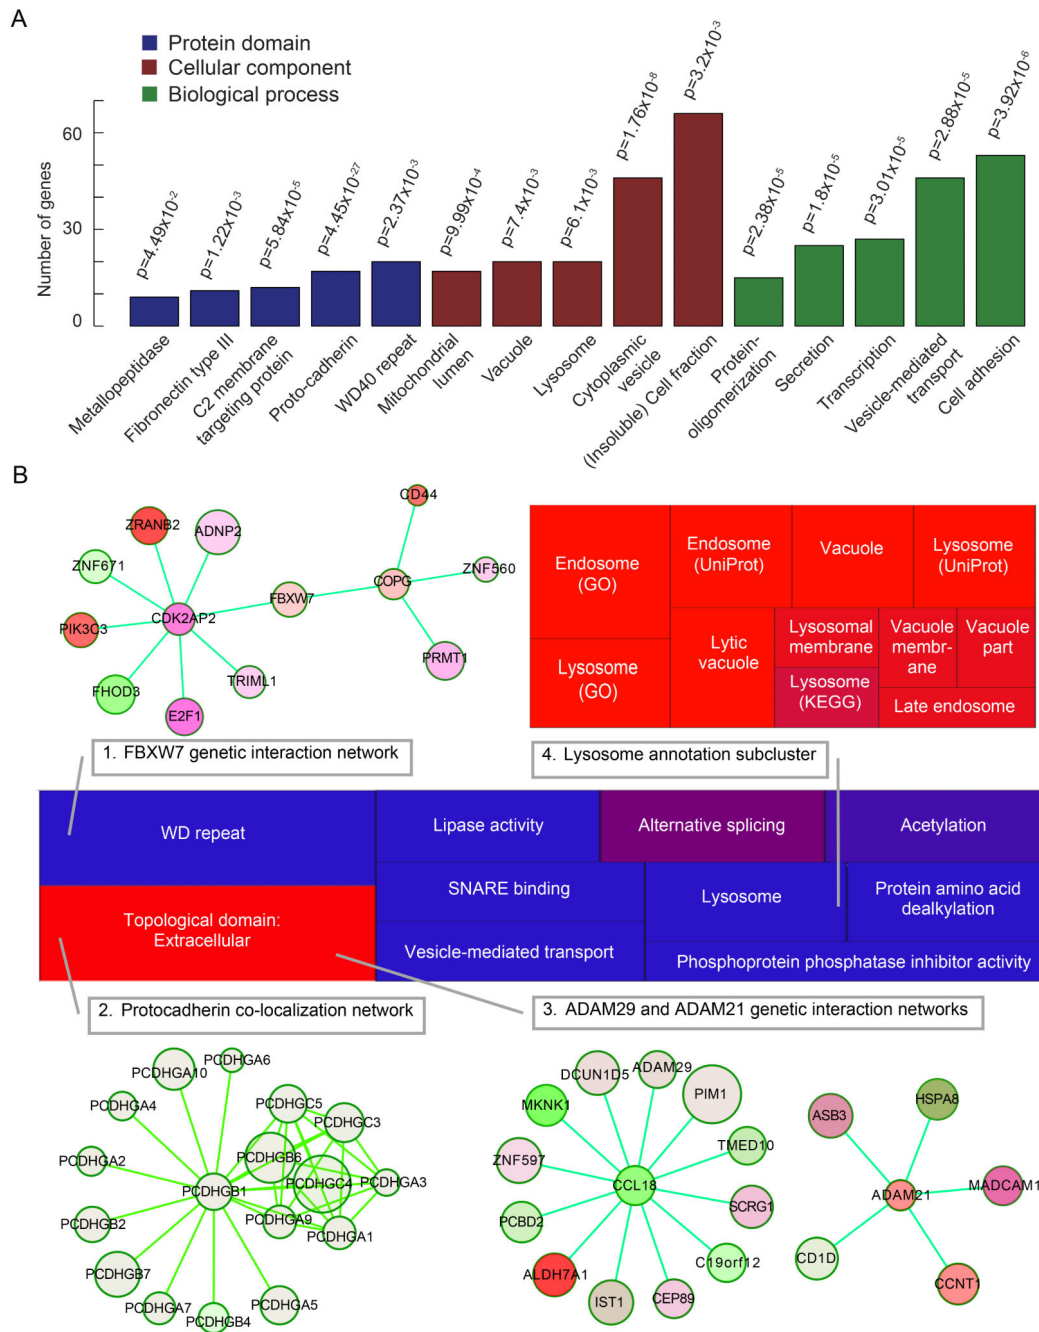 A
Protein domain
Cellular component
Biological process
Number of genes
60
30
0
p=4.49x10-2
p=1.22x10-3
p=5.84x10-5
p=4.45x10-27
p=2.37x10-3
p=9.99x10-4
p=7.4x10-3
p=6.1x10-3
p=1.76x10-8
p=3.2x10-3
p=2.38x10-5
p=1.8x10-5
p=3.01x10-5
p=2.88x10-5
p=3.92x10-6
Metallopeptidase
Fibronectin type III
C2 membrane
targeting protein
Proto-cadherin
WD40 repeat
Mitochondrial
lumen
Vacuole
Lysosome
Cytoplasmic
vesicle
(Insoluble) Cell fraction
Protein-
oligomerization
Secretion
Transcription
Vesicle-mediated
transport
Cell adhesion
B
ZRANB2
ADNP2
ZNF671
CDK2AP2
PIK3C3
FHOD3
E2F1
TRIML1
FBXW7
CD44
COPG
ZNF560
PRMT1
Endosome
(GO)
Endosome
(UniProt)
Vacuole
Lysosome
(UniProt)
Lysosome
(GO)
Lytic
vacuole
Lysosomal
membrane
Vacuole
membr-
ane
Vacuole
part
Lysosome
(KEGG)
Late endosome
1. FBXW7 genetic interaction network
4. Lysosome annotation subcluster
WD repeat
Lipase activity
Alternative splicing
Acetylation
SNARE binding
Lysosome
Protein amino acid
dealkylation
Topological domain:
Extracellular
Vesicle-mediated transport
Phosphoprotein phosphatase inhibitor activity
2. Protocadherin co-localization network
3. ADAM29 and ADAM21 genetic interaction networks
PCDHGA6
PCDHGA10
PCDHGA4
PCDHGC5
PCDHGC3
PCDHGA2
PCDHGB6
PCDHGB1
PCDHGC4
PCDHGA3
PCDHGB2
PCDHGA9
PCDHGA1
PCDHGB7
PCDHGA7
PCDHGB4
PCDHGA5
DCUN1D5
ADAM29
PIM1
MKNK1
TMED10
ZNF597
CCL18
SCRG1
PCBD2
C19orf12
ALDH7A1
IST1
CEP89
ASB3
HSPA8
ADAM21
MADCAM1
CD1D
CCNT1